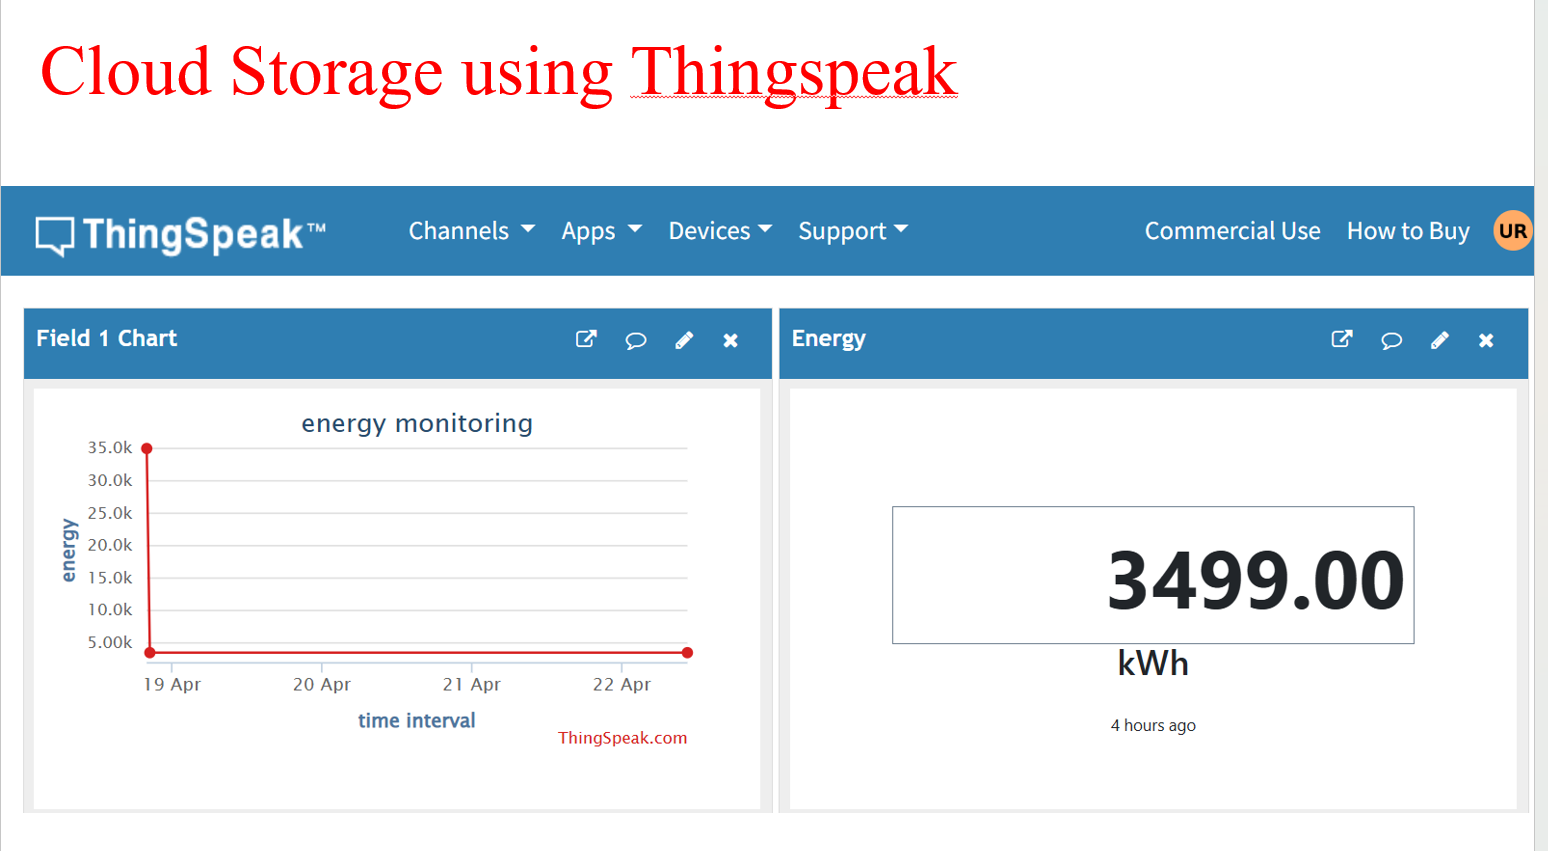 Cloud Storage using Thingspeak
ThingSpeak™ Channels Apps Devices Support Commercial Use How to Buy UR
Field 1 Chart
energy monitoring
35.0k
30.0k
25.0k
20.0k
15.0k
10.0k
5.00k
energy
19 Apr 20 Apr 21 Apr 22 Apr
time interval
ThingSpeak.com
Energy
3499.00
kWh
4 hours ago